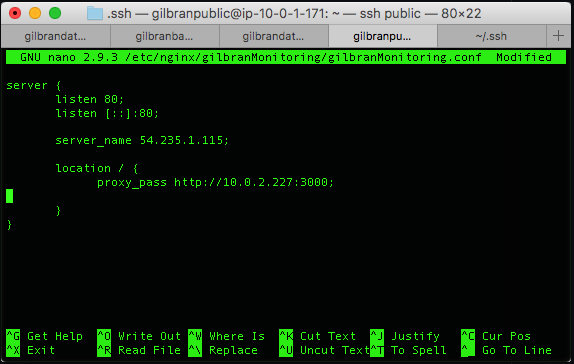 .ssh — gilbranpublic@ip-10-0-1-171: ~ — ssh public — 80×22
gilbrandat... gilbranba... gilbrandat... gilbranpu... ~/.ssh +
GNU nano 2.9.3 /etc/nginx/gilbranMonitoring/gilbranMonitoring.conf Modified
server {
listen 80;
listen [::]:80;
server_name 54.235.1.115;
location / {
proxy_pass http://10.0.2.227:3000;
}
}
^G Get Help ^O Write Out ^W Where Is ^K Cut Text ^J Justify ^C Cur Pos
^X Exit ^R Read File ^\ Replace ^U Uncut Text ^T To Spell ^_ Go To Line